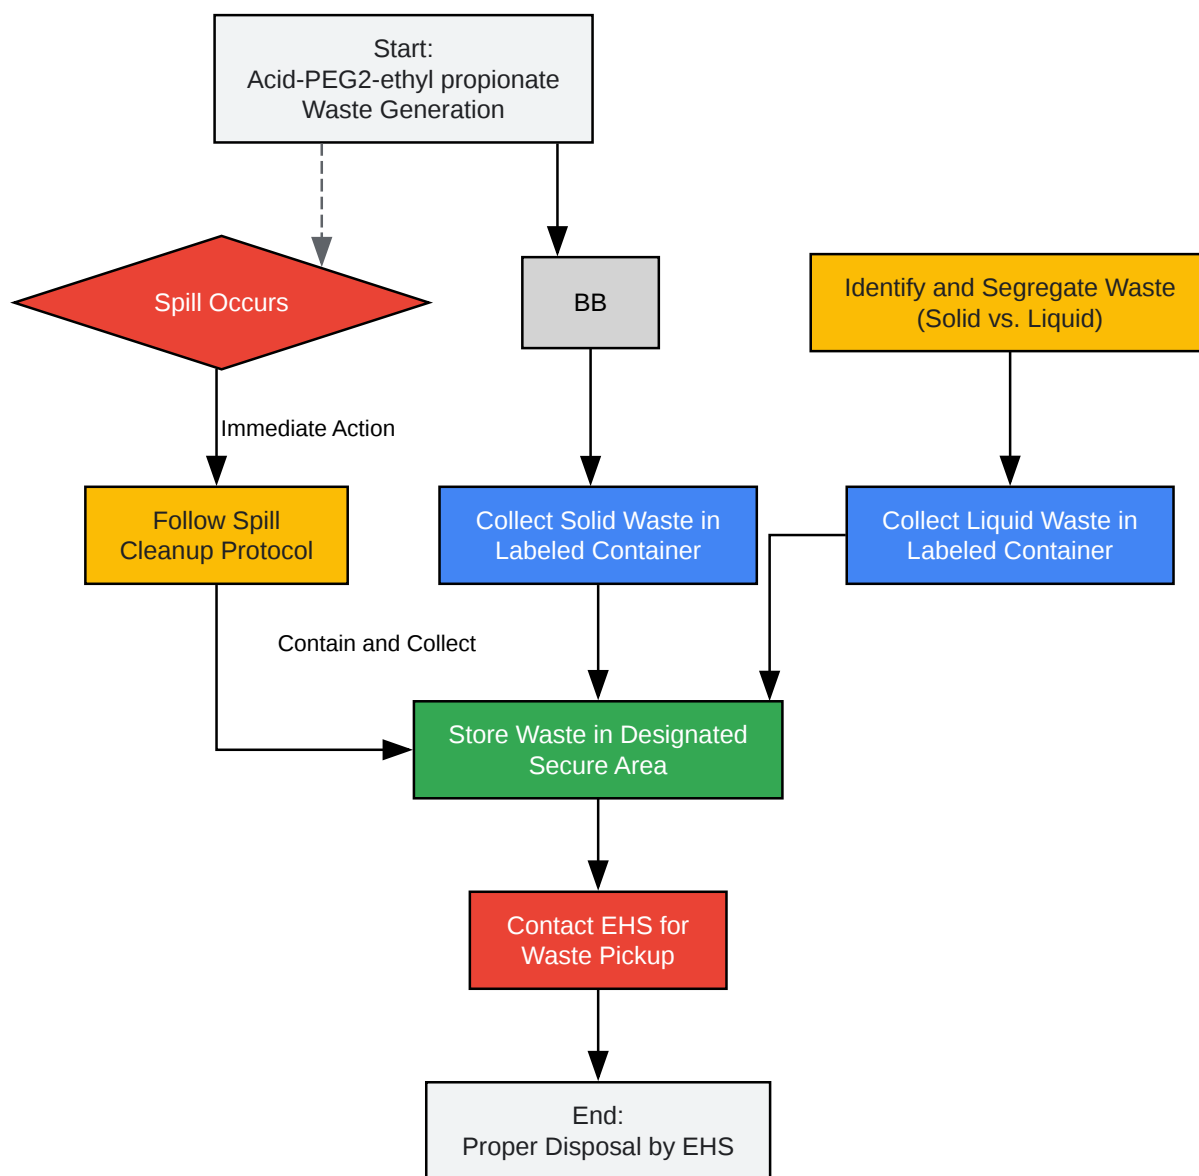 Start:
Acid-PEG2-ethyl propionate
Waste Generation
Spill Occurs
BB
Identify and Segregate Waste
(Solid vs. Liquid)
Immediate Action
Follow Spill
Cleanup Protocol
Collect Solid Waste in
Labeled Container
Collect Liquid Waste in
Labeled Container
Contain and Collect
Store Waste in Designated
Secure Area
Contact EHS for
Waste Pickup
End:
Proper Disposal by EHS